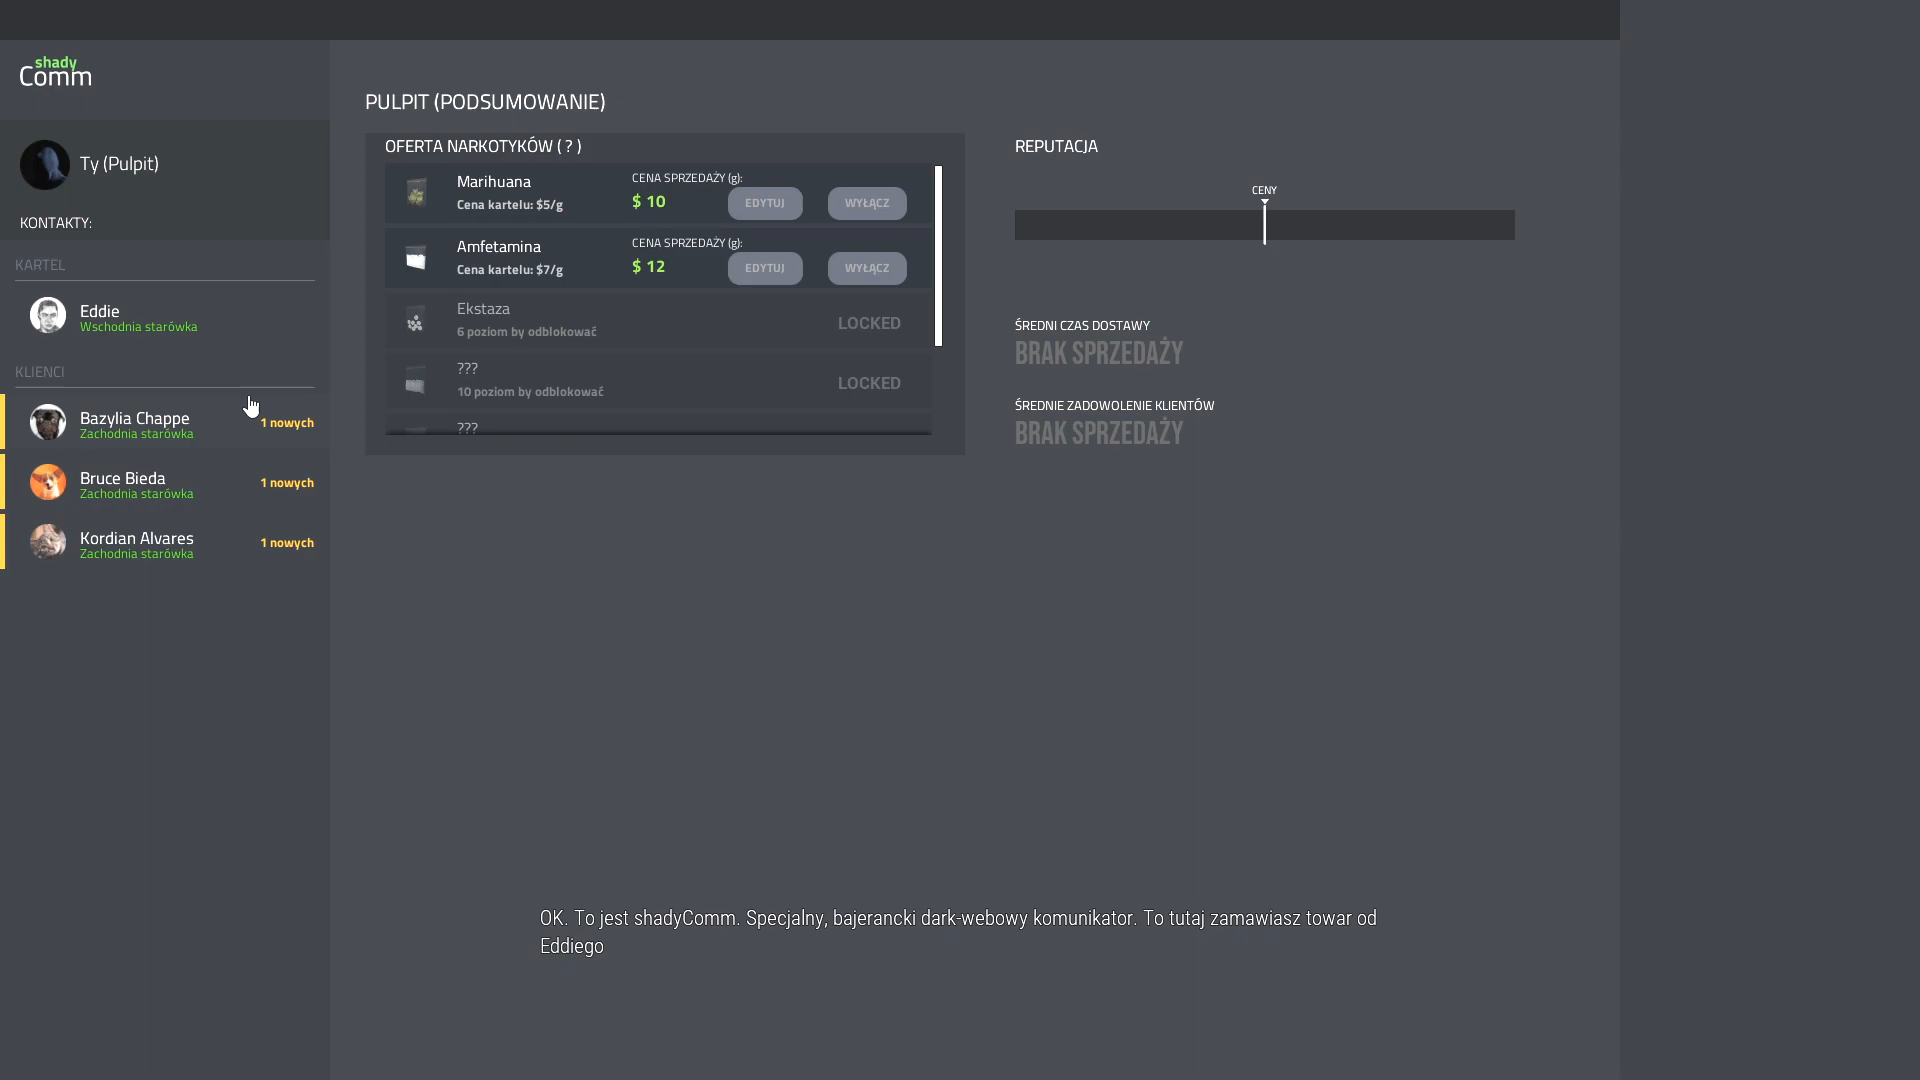 shady
Comm
Ty (Pulpit)
KONTAKTY:
KARTEL
Eddie
Wschodnia starówka
KLIENCI
Bazylia Chappe
Zachodnia starówka
1 nowych
Bruce Bieda
Zachodnia starówka
1 nowych
Kordian Alvares
Zachodnia starówka
1 nowych
PULPIT (PODSUMOWANIE)
OFERTA NARKOTYKÓW ( ? )
Marihuana
Cena kartelu: $5/g
CENA SPRZEDAŻY (g):
$ 10
EDYTUJ
WYŁĄCZ
Amfetamina
Cena kartelu: $7/g
CENA SPRZEDAŻY (g):
$ 12
EDYTUJ
WYŁĄCZ
Ekstaza
6 poziom by odblokować
LOCKED
???
10 poziom by odblokować
LOCKED
???
REPUTACJA
CENY
ŚREDNI CZAS DOSTAWY
BRAK SPRZEDAŻY
ŚREDNIE ZADOWOLENIE KLIENTÓW
BRAK SPRZEDAŻY
OK. To jest shadyComm. Specjalny, bajerancki dark-webowy komunikator. To tutaj zamawiasz towar od
Eddiego